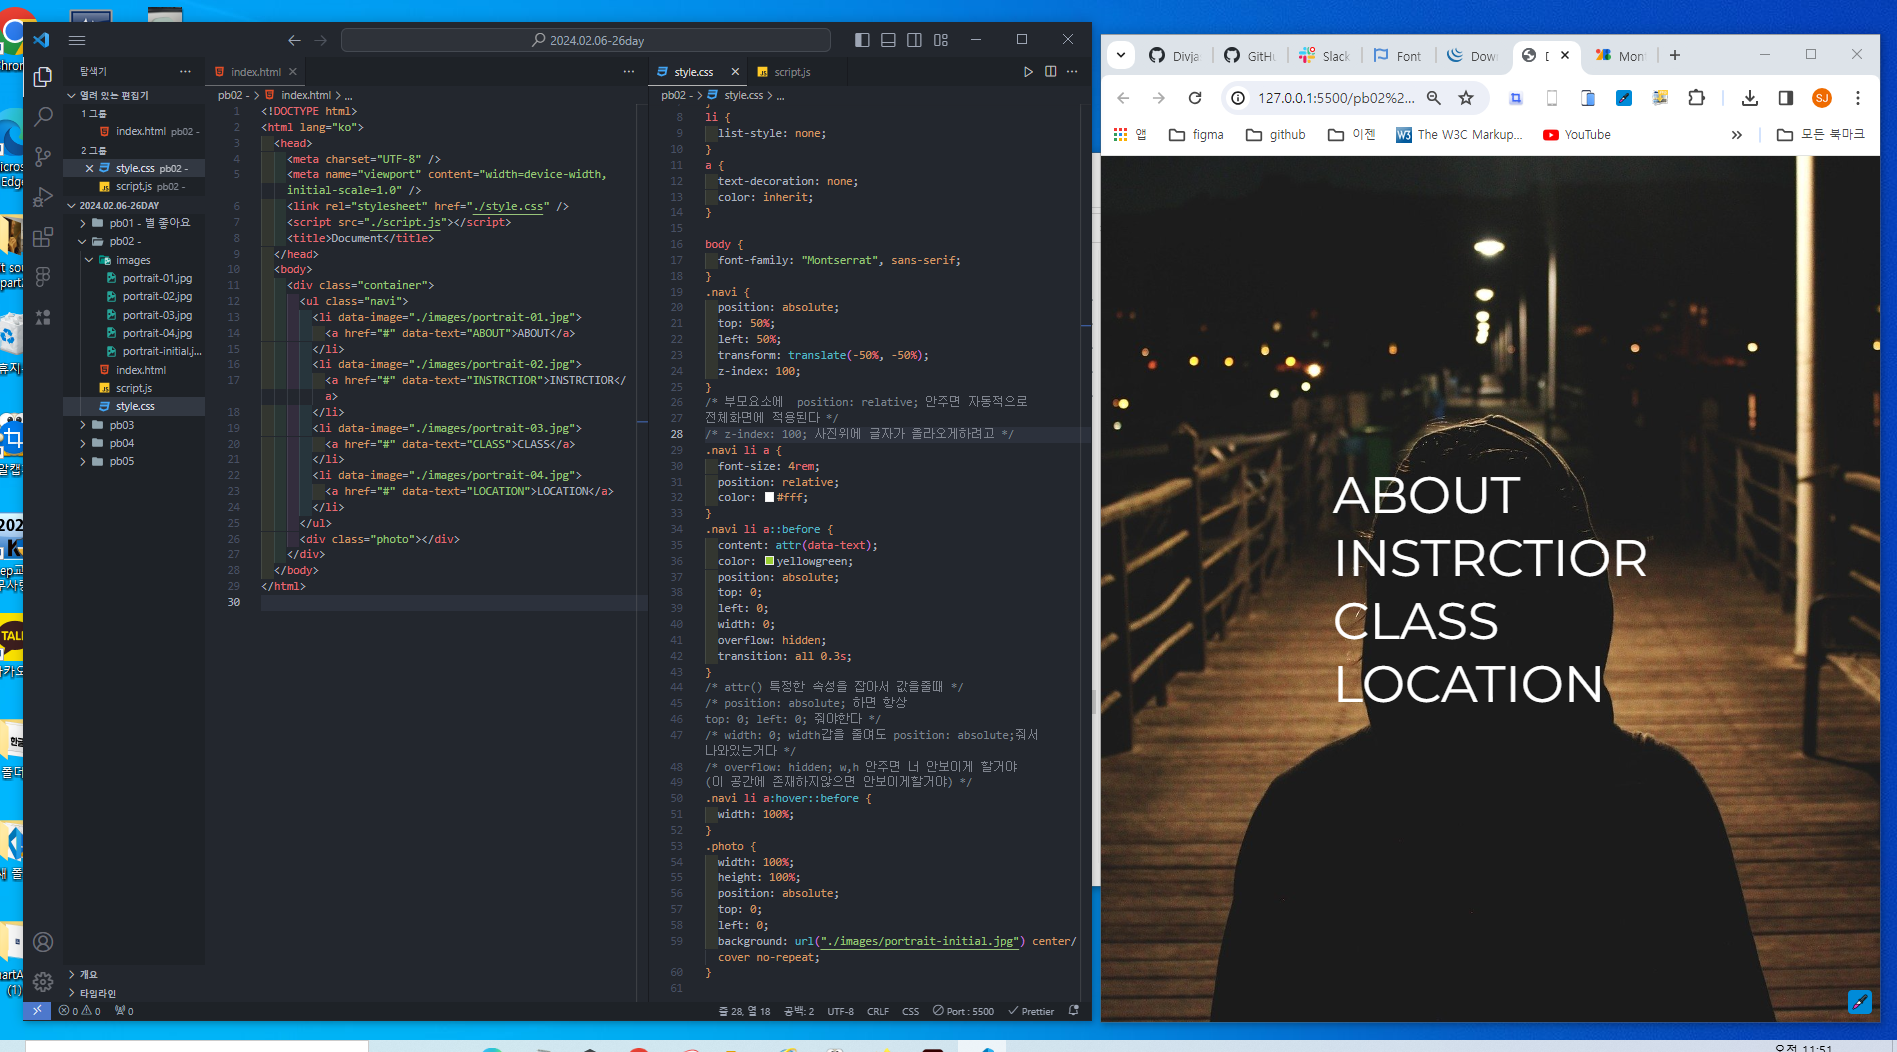 2024.02.06-26day
탐색기
열려 있는 편집기
1 그룹
index.html pb02 -
2 그룹
style.css pb02 -
script.js pb02 -
2024.02.06-26DAY
pb01 - 별 좋아요
pb02 -
images
portrait-01.jpg
portrait-02.jpg
portrait-03.jpg
portrait-04.jpg
portrait-initial.j...
index.html
script.js
style.css
pb03
pb04
pb05
개요
타임라인
index.html
pb02 - > index.html > ...
1 <!DOCTYPE html>
2 <html lang="ko">
3 <head>
4 <meta charset="UTF-8" />
5 <meta name="viewport" content="width=device-width,
initial-scale=1.0" />
6 <link rel="stylesheet" href="./style.css" />
7 <script src="./script.js"></script>
8 <title>Document</title>
9 </head>
10 <body>
11 <div class="container">
12 <ul class="navi">
13 <li data-image="./images/portrait-01.jpg">
14 <a href="#" data-text="ABOUT">ABOUT</a>
15 </li>
16 <li data-image="./images/portrait-02.jpg">
17 <a href="#" data-text="INSTRCTIOR">INSTRCTIOR</
a>
18 </li>
19 <li data-image="./images/portrait-03.jpg">
20 <a href="#" data-text="CLASS">CLASS</a>
21 </li>
22 <li data-image="./images/portrait-04.jpg">
23 <a href="#" data-text="LOCATION">LOCATION</a>
24 </li>
25 </ul>
26 <div class="photo"></div>
27 </div>
28 </body>
29 </html>
30
style.css
script.js
pb02 - > style.css > ...
8 li {
9 list-style: none;
10 }
11 a {
12 text-decoration: none;
13 color: inherit;
14 }
15
16 body {
17 font-family: "Montserrat", sans-serif;
18 }
19 .navi {
20 position: absolute;
21 top: 50%;
22 left: 50%;
23 transform: translate(-50%, -50%);
24 z-index: 100;
25 }
26 /* 부모요소에 position: relative; 안주면 자동적으로
27 전체화면에 적용된다 */
28 /* z-index: 100; 사진위에 글자가 올라오게하려고 */
29 .navi li a {
30 font-size: 4rem;
31 position: relative;
32 color: #fff;
33 }
34 .navi li a::before {
35 content: attr(data-text);
36 color: yellowgreen;
37 position: absolute;
38 top: 0;
39 left: 0;
40 width: 0;
41 overflow: hidden;
42 transition: all 0.3s;
43 }
44 /* attr() 특정한 속성을 잡아서 값을줄때 */
45 /* position: absolute; 하면 항상
46 top: 0; left: 0; 줘야한다 */
47 /* width: 0; width값을 줄여도 position: absolute;줘서
나와있는거다 */
48 /* overflow: hidden; w,h 안주면 너 안보이게 할거야
49 (이 공간에 존재하지않으면 안보이게할거야) */
50 .navi li a:hover::before {
51 width: 100%;
52 }
53 .photo {
54 width: 100%;
55 height: 100%;
56 position: absolute;
57 top: 0;
58 left: 0;
59 background: url("./images/portrait-initial.jpg") center/
cover no-repeat;
60 }
61
0 0 0
줄 28, 열 18 공백: 2 UTF-8 CRLF CSS Port : 5500 Prettier
Divja GitHu Slack Font Dow Mont
127.0.0.1:5500/pb02%2...
SJ
앱 figma github 이젠 The W3C Markup... YouTube 모든 북마크
ABOUT
INSTRCTIOR
CLASS
LOCATION
오전 11:51